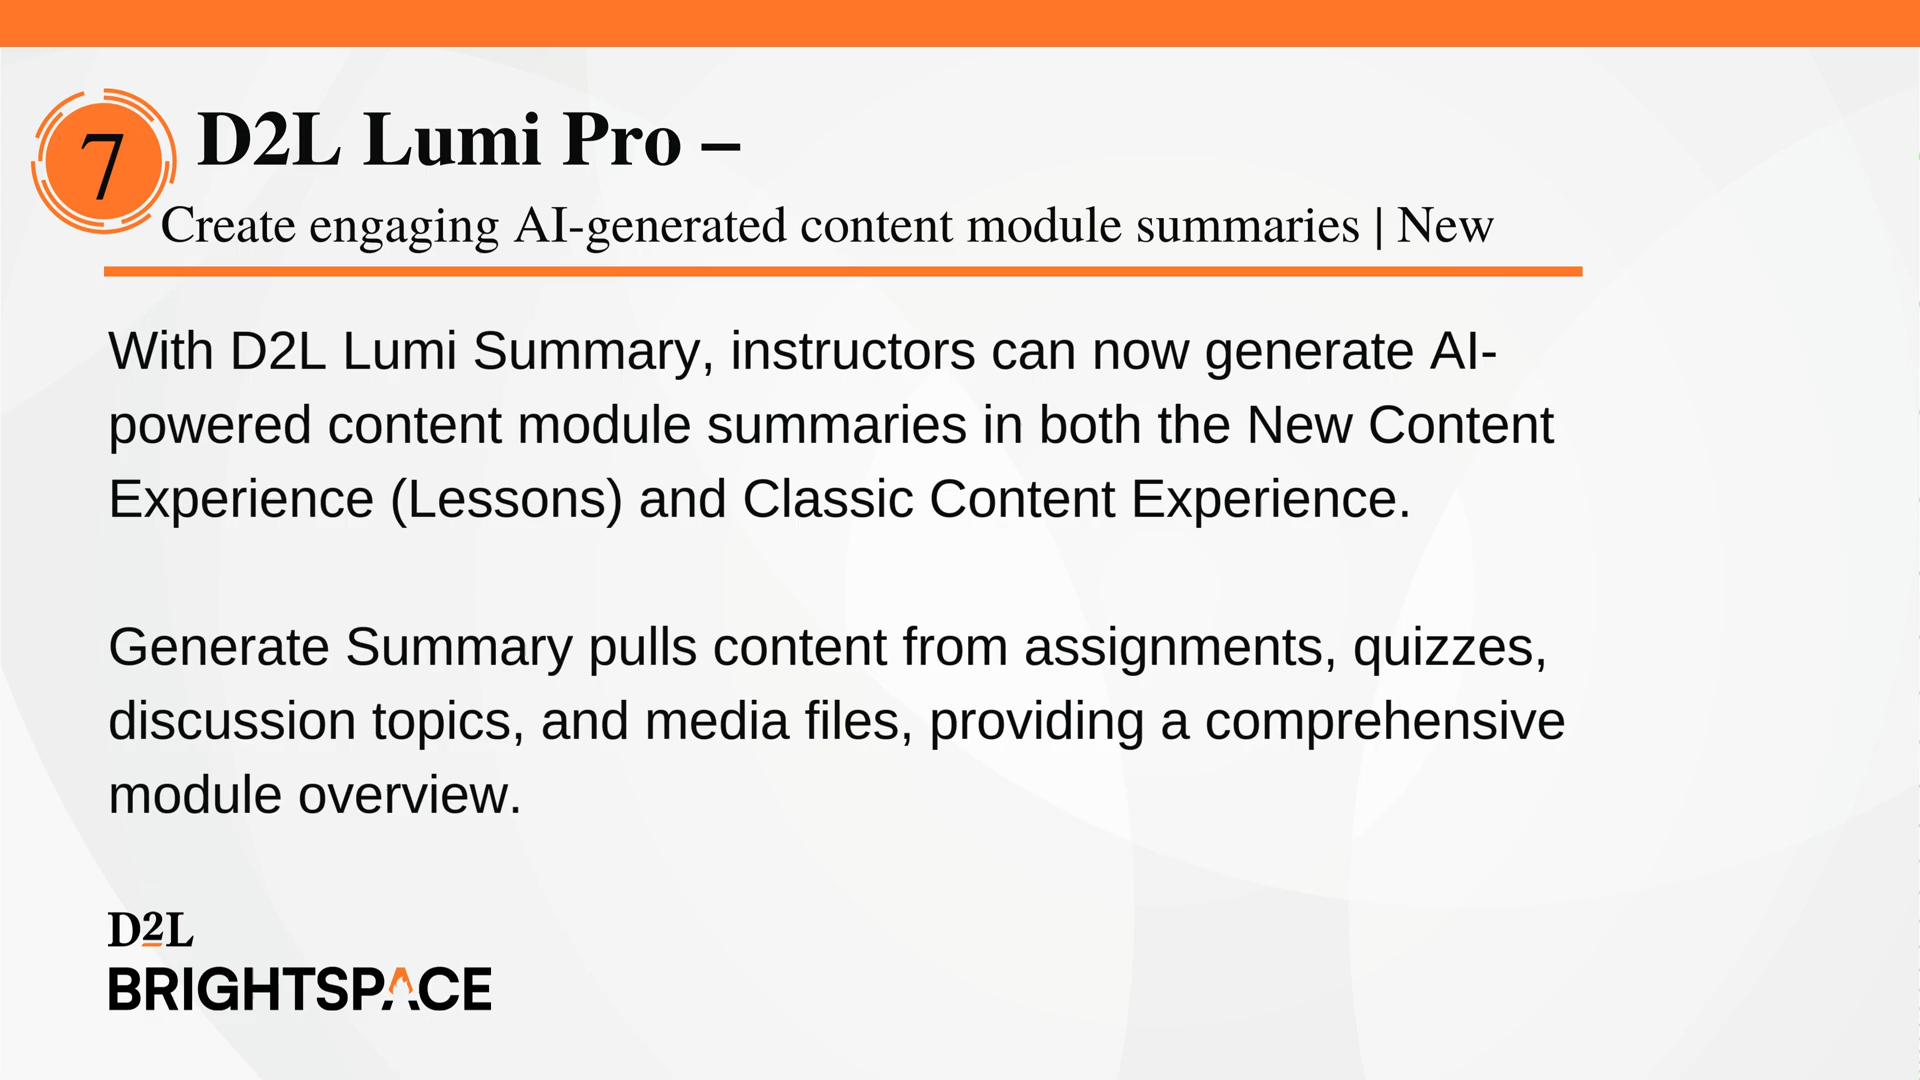 7
D2L Lumi Pro –
Create engaging AI-generated content module summaries | New
With D2L Lumi Summary, instructors can now generate AI-
powered content module summaries in both the New Content
Experience (Lessons) and Classic Content Experience.
Generate Summary pulls content from assignments, quizzes,
discussion topics, and media files, providing a comprehensive
module overview.
D2L
BRIGHTSPACE